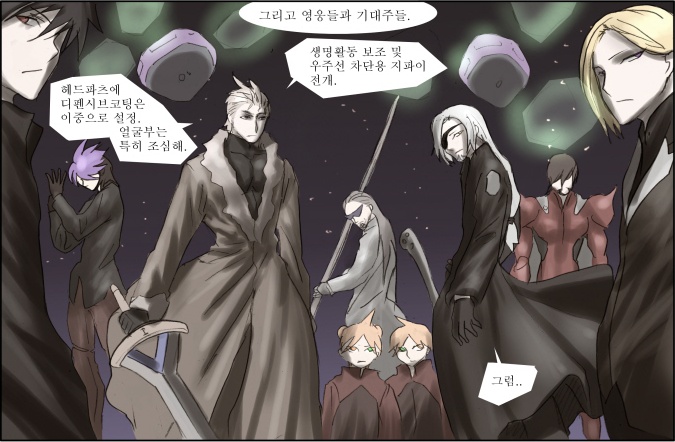 그리고 영웅들과 기대주들.
생명활동 보조 및
우주선 차단용 지파이
전개.
헤드파츠에
디펜시브코팅은
이중으로 설정.
얼굴부는
특히 조심해.
그럼..